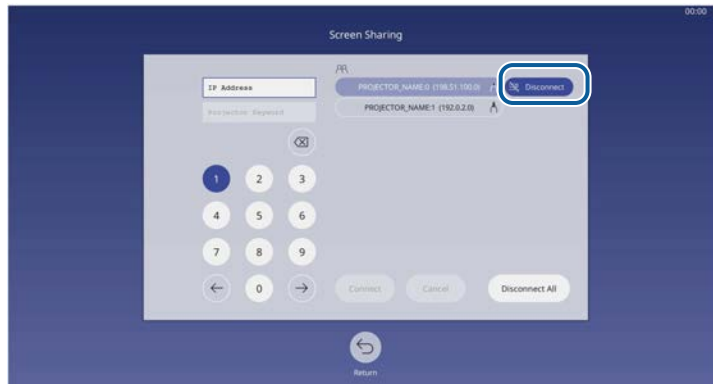 00:00
Screen Sharing
IP Address
Projector Keyword
PROJECTOR_NAME:0 (198.51.100.0)
Disconnect
PROJECTOR_NAME:1 (192.0.2.0)
1 2 3
4 5 6
7 8 9
← 0 →
Connect Cancel Disconnect All
Return